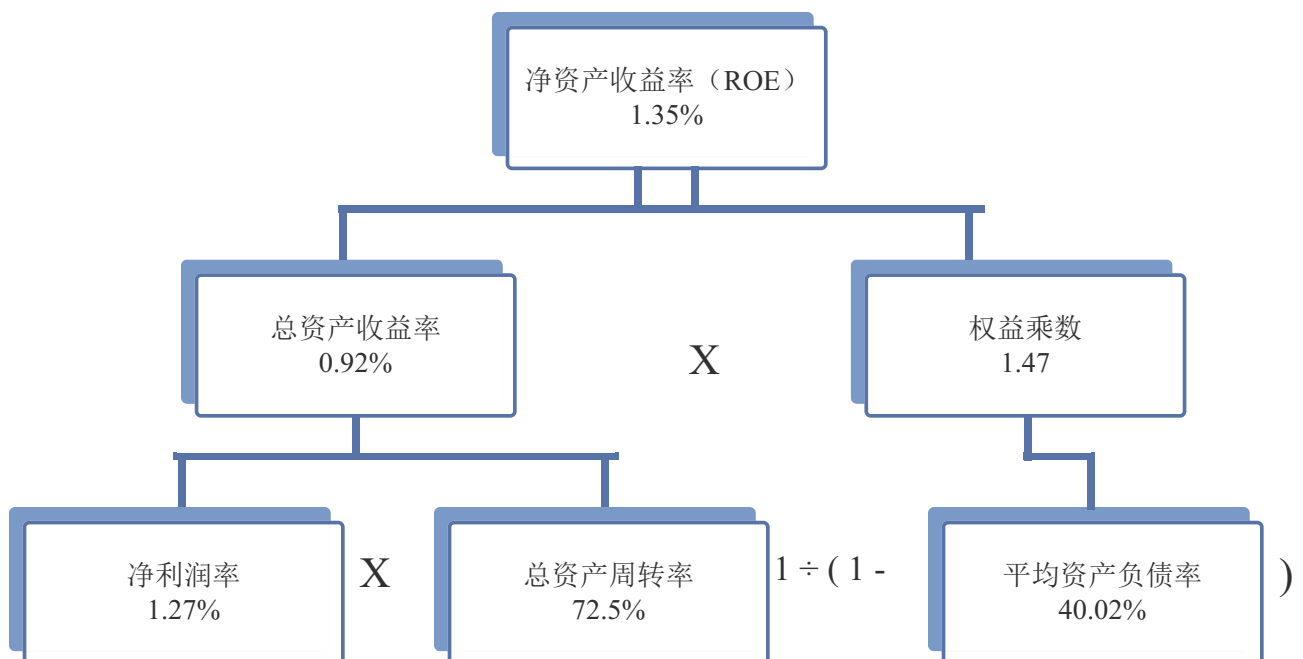 净资产收益率（ROE）
1.35%
总资产收益率
0.92%
X
权益乘数
1.47
净利润率
1.27%
X
总资产周转率
72.5%
1 ÷ ( 1 -
平均资产负债率
40.02%
)